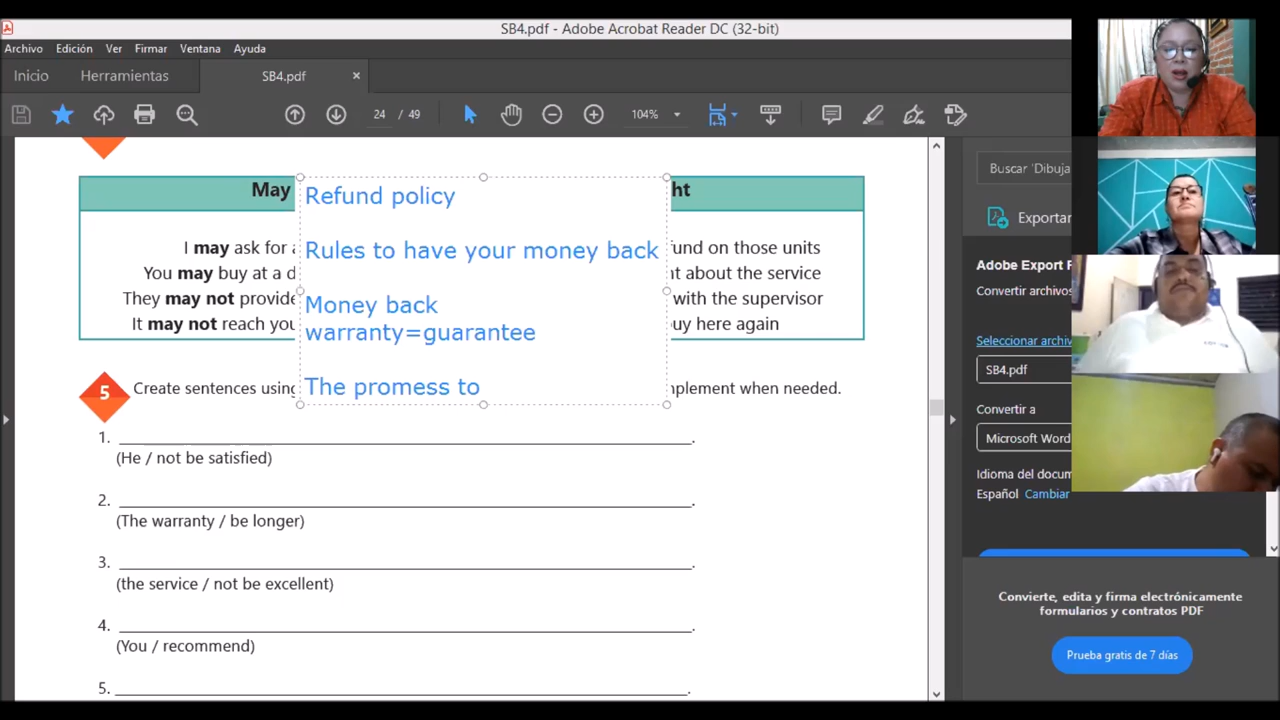 SB4.pdf - Adobe Acrobat Reader DC (32-bit)
Archivo Edición Ver Firmar Ventana Ayuda
Inicio Herramientas SB4.pdf ×
24 / 49 104%
May ht
Refund policy
I may ask for a fund on those units
Rules to have your money back
You may buy at a d t about the service
They may not provide with the supervisor
Money back
It may not reach you uy here again
warranty=guarantee
5 Create sentences using mplement when needed.
The promess to
1. .
(He / not be satisfied)
2. .
(The warranty / be longer)
3. .
(the service / not be excellent)
4. .
(You / recommend)
5. .
Buscar 'Dibuja
Exportar
Adobe Export P
Convertir archivos
Seleccionar archiv
SB4.pdf
Convertir a
Microsoft Word
Idioma del docum
Español Cambiar
Convierte, edita y firma electrónicamente
formularios y contratos PDF
Prueba gratis de 7 días